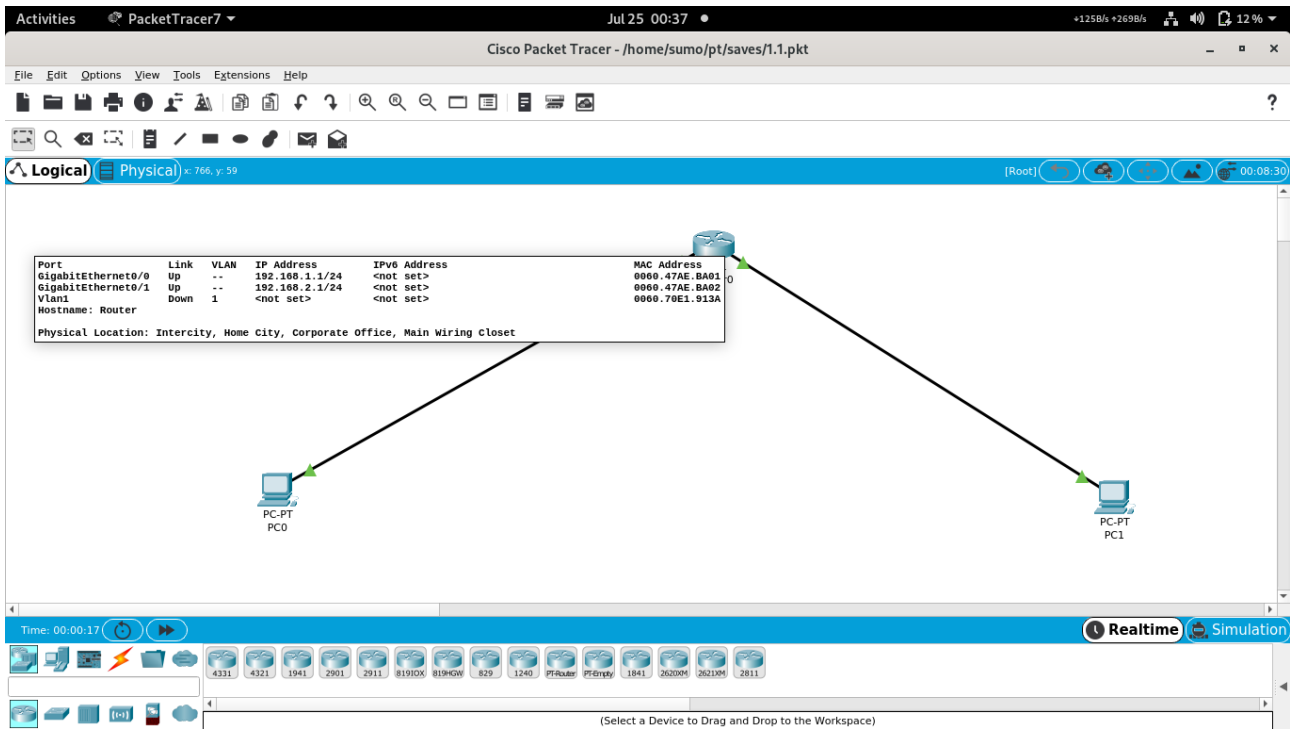 Activities PacketTracer7 Jul 25 00:37 ↓125B/s ↑269B/s 12 %
Cisco Packet Tracer - /home/sumo/pt/saves/1.1.pkt
File Edit Options View Tools Extensions Help
Logical Physical x: 766, y: 59 [Root] 00:08:30
Port Link VLAN IP Address IPv6 Address MAC Address
GigabitEthernet0/0 Up -- 192.168.1.1/24 <not set> 0060.47AE.BA01
GigabitEthernet0/1 Up -- 192.168.2.1/24 <not set> 0060.47AE.BA02
Vlan1 Down 1 <not set> <not set> 0060.70E1.913A
Hostname: Router
Physical Location: Intercity, Home City, Corporate Office, Main Wiring Closet
0
PC-PT
PC0
PC-PT
PC1
Time: 00:00:17 Realtime Simulation
4331 4321 1941 2901 2911 819IOX 819HGW 829 1240 PT-Router PT-Empty 1841 2620XM 2621XM 2811
(Select a Device to Drag and Drop to the Workspace)